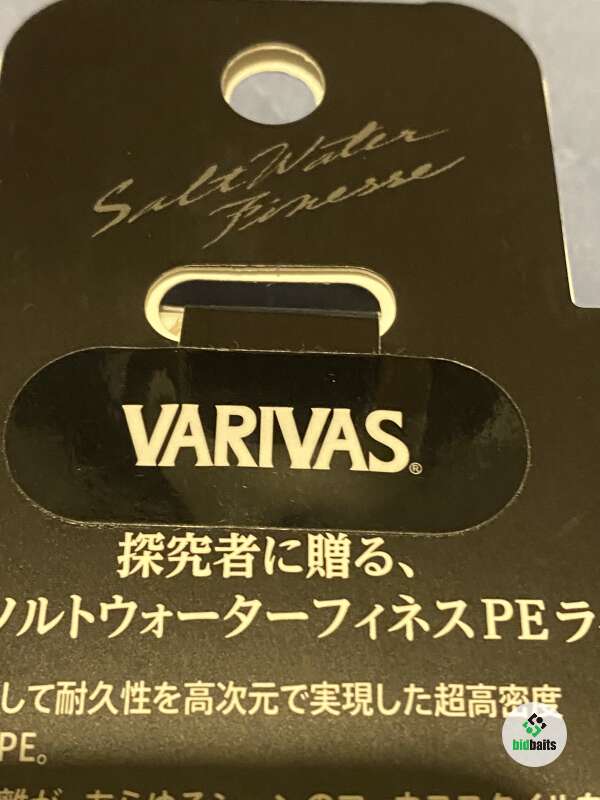 Salt Water
Finesse
VARIVAS®
探究者に贈る、
ソルトウォーターフィネスPEラ
して耐久性を高次元で実現した超高密度
PE。
bidbaits